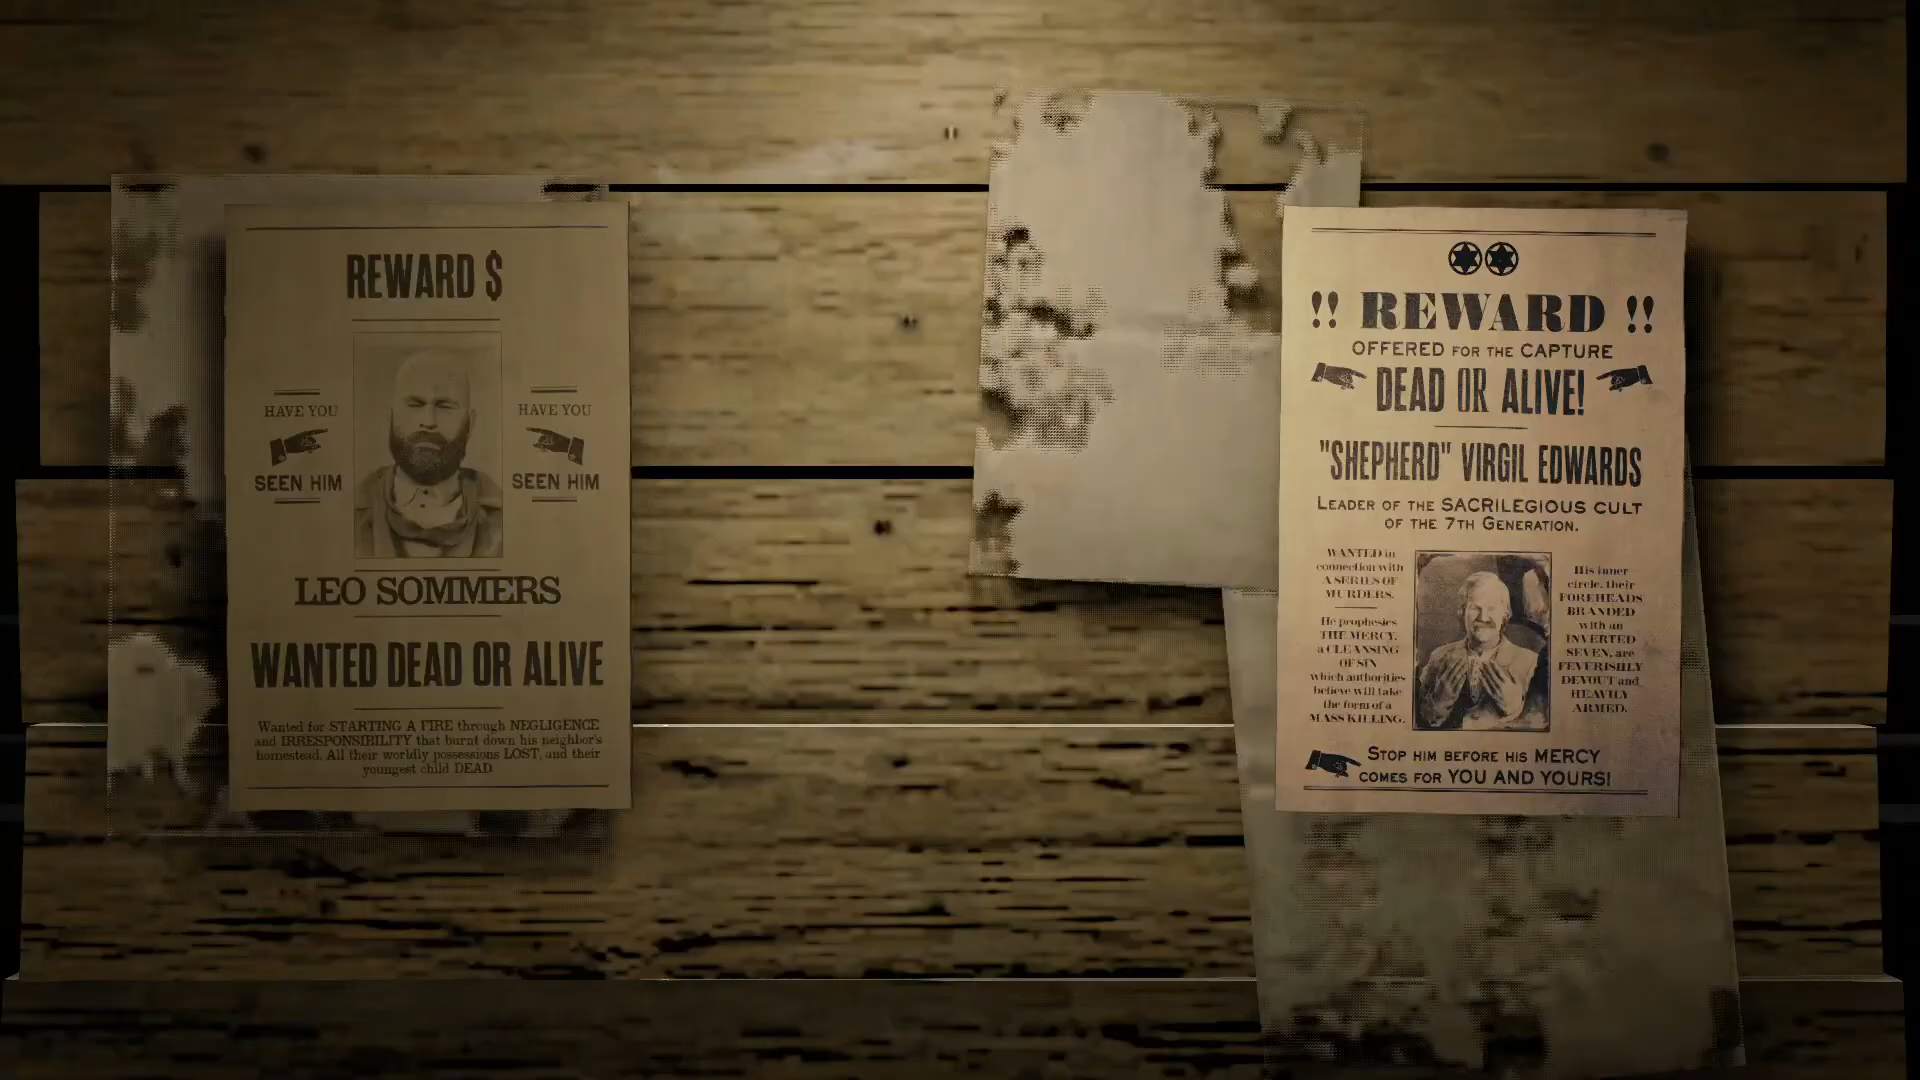 REWARD $
HAVE YOU
SEEN HIM
HAVE YOU
SEEN HIM
LEO SOMMERS
WANTED DEAD OR ALIVE
Wanted for STARTING A FIRE through NEGLIGENCE
and IRRESPONSIBILITY that burnt down his neighbor's
homestead. All their worldly possessions LOST, and their
youngest child DEAD
!! REWARD !!
OFFERED FOR THE CAPTURE
DEAD OR ALIVE!
"SHEPHERD" VIRGIL EDWARDS
LEADER OF THE SACRILEGIOUS CULT
OF THE 7TH GENERATION.
WANTED in
connection with
A SERIES OF
MURDERS.
He prophesies
THE MERCY,
a CLEANSING
OF SIN
which authorities
believe will take
the form of a
MASS KILLING.
His inner
circle, their
FOREHEADS
BRANDED
with an
INVERTED
SEVEN, are
FEVERISHLY
DEVOUT and
HEAVILY
ARMED.
STOP HIM BEFORE HIS MERCY
COMES FOR YOU AND YOURS!